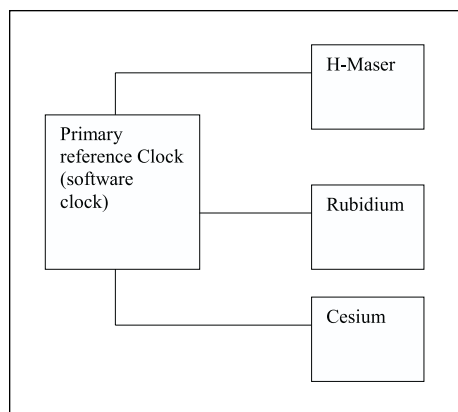 H-Maser
Primary
reference Clock
(software
clock)
Rubidium
Cesium